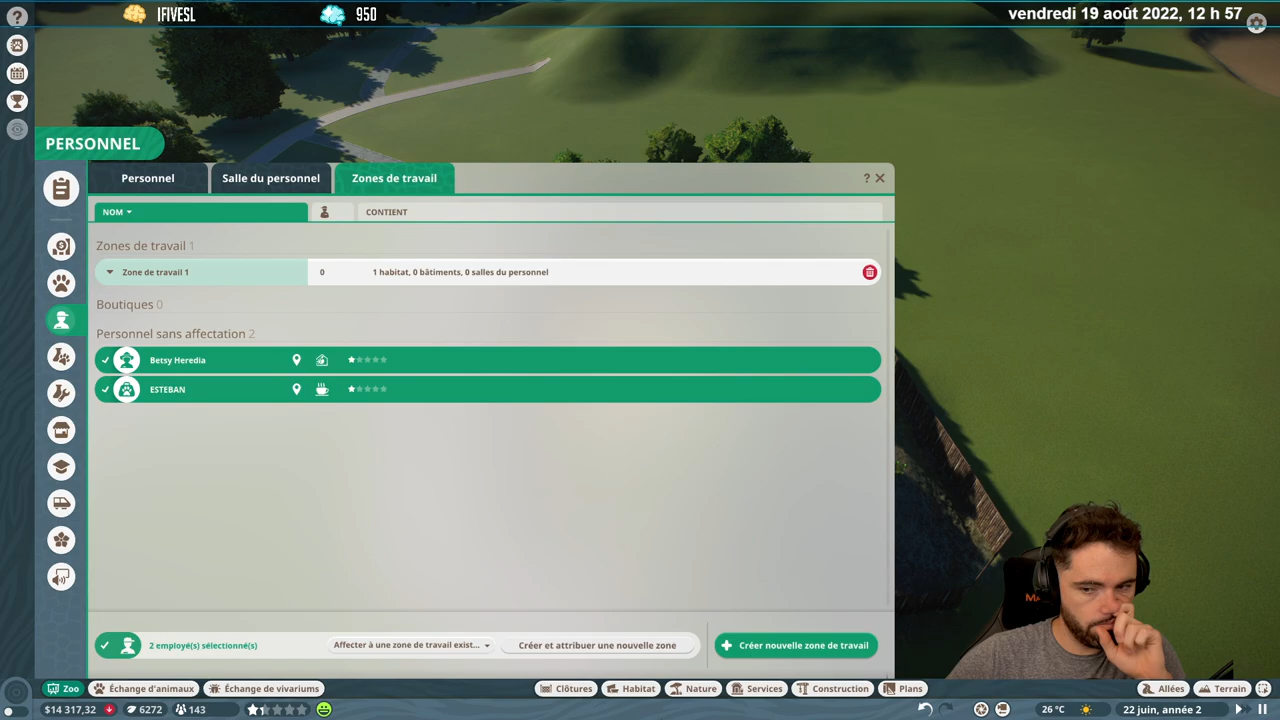 IFIVESL 950 vendredi 19 août 2022, 12 h 57
PERSONNEL
Personnel Salle du personnel Zones de travail ?
NOM CONTIENT
Zones de travail 1
Zone de travail 1 0 1 habitat, 0 bâtiments, 0 salles du personnel
Boutiques 0
Personnel sans affectation 2
Betsy Heredia
ESTEBAN
2 employé(s) sélectionné(s) Affecter à une zone de travail exist... Créer et attribuer une nouvelle zone Créer nouvelle zone de travail
Zoo Échange d'animaux Échange de vivariums Clôtures Habitat Nature Services Construction Plans Allées Terrain
$14 317,32 6272 143 26 °C 22 juin, année 2